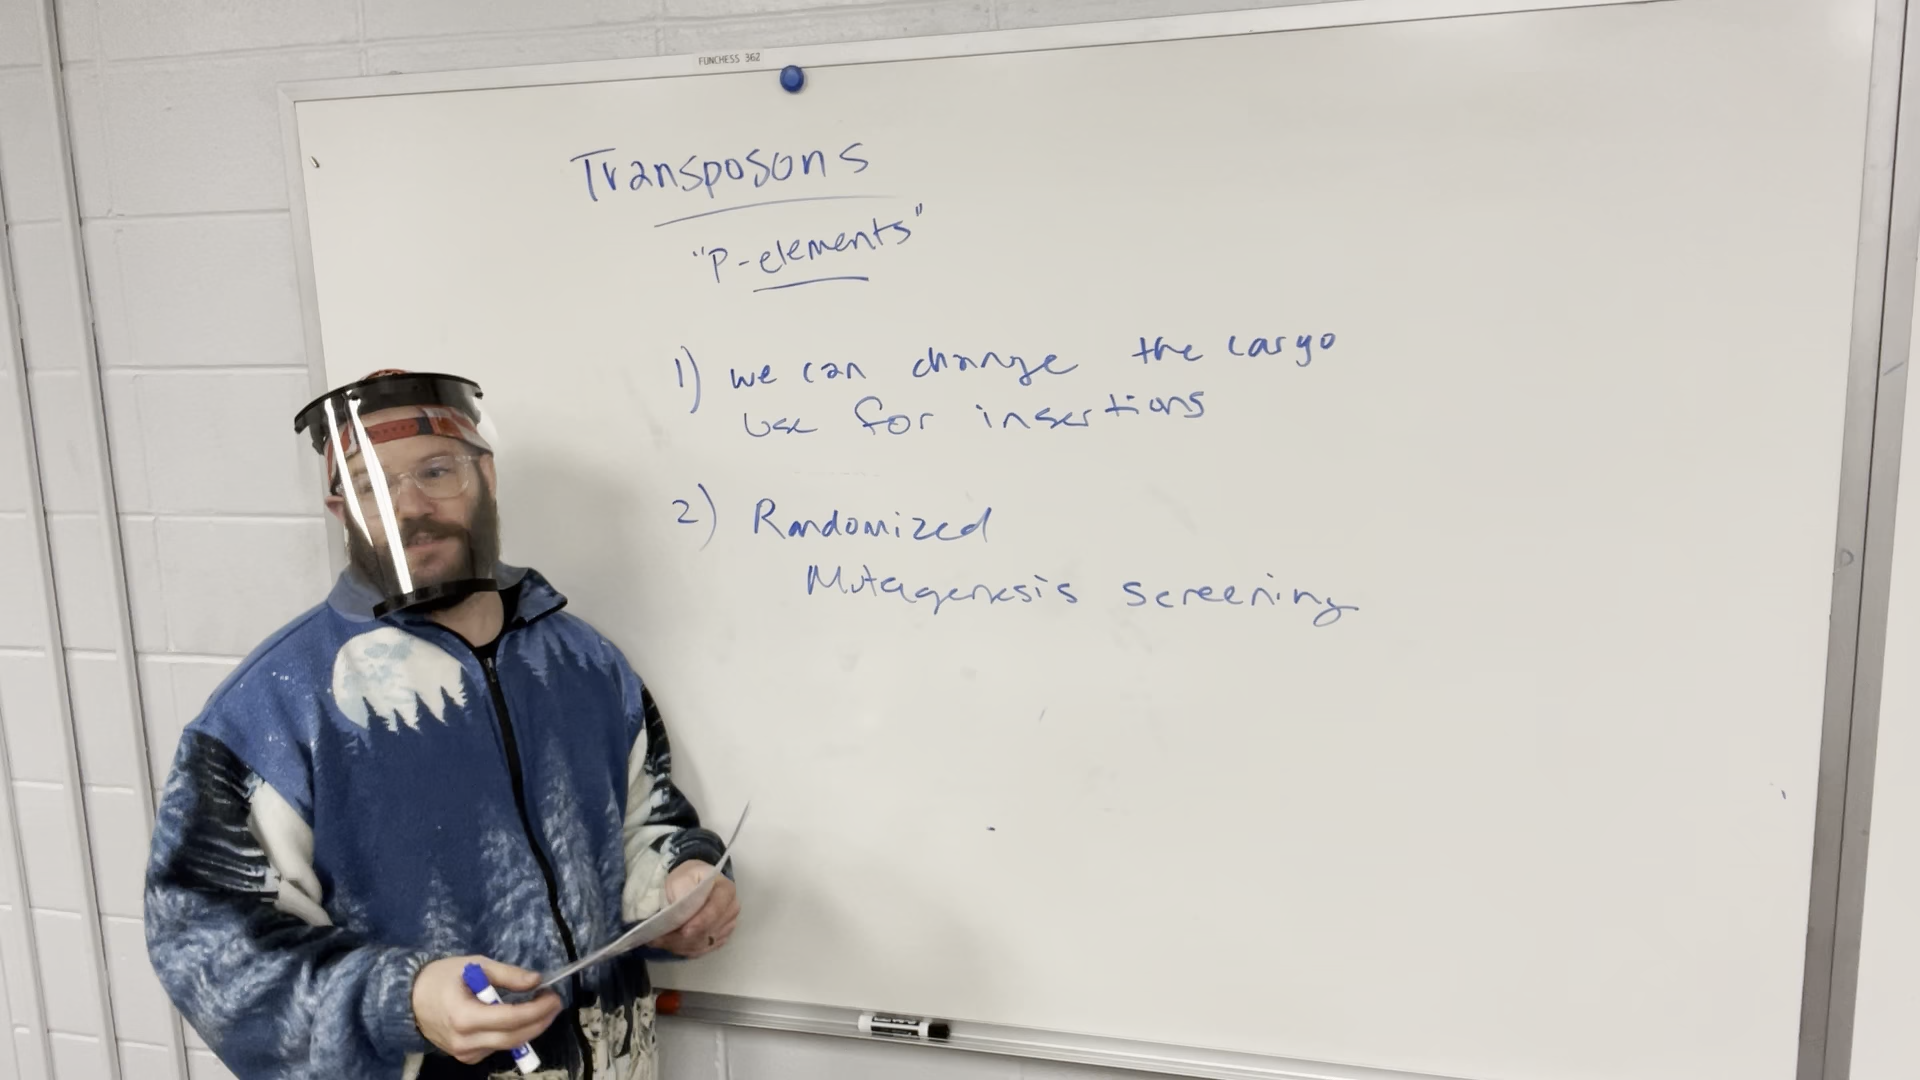 FUNCHESS 362
Transposons
"P-elements"
1) we can change the cargo
use for insertions
2) Randomized
Mutagenesis screening